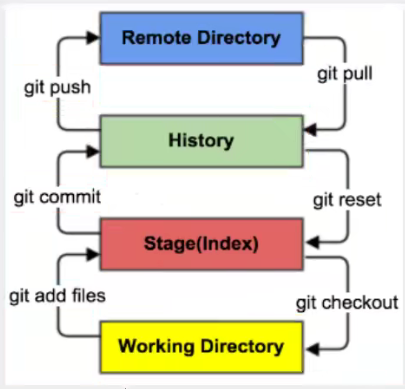 Remote Directory
git push
git pull
History
git commit
git reset
Stage(Index)
git add files
git checkout
Working Directory